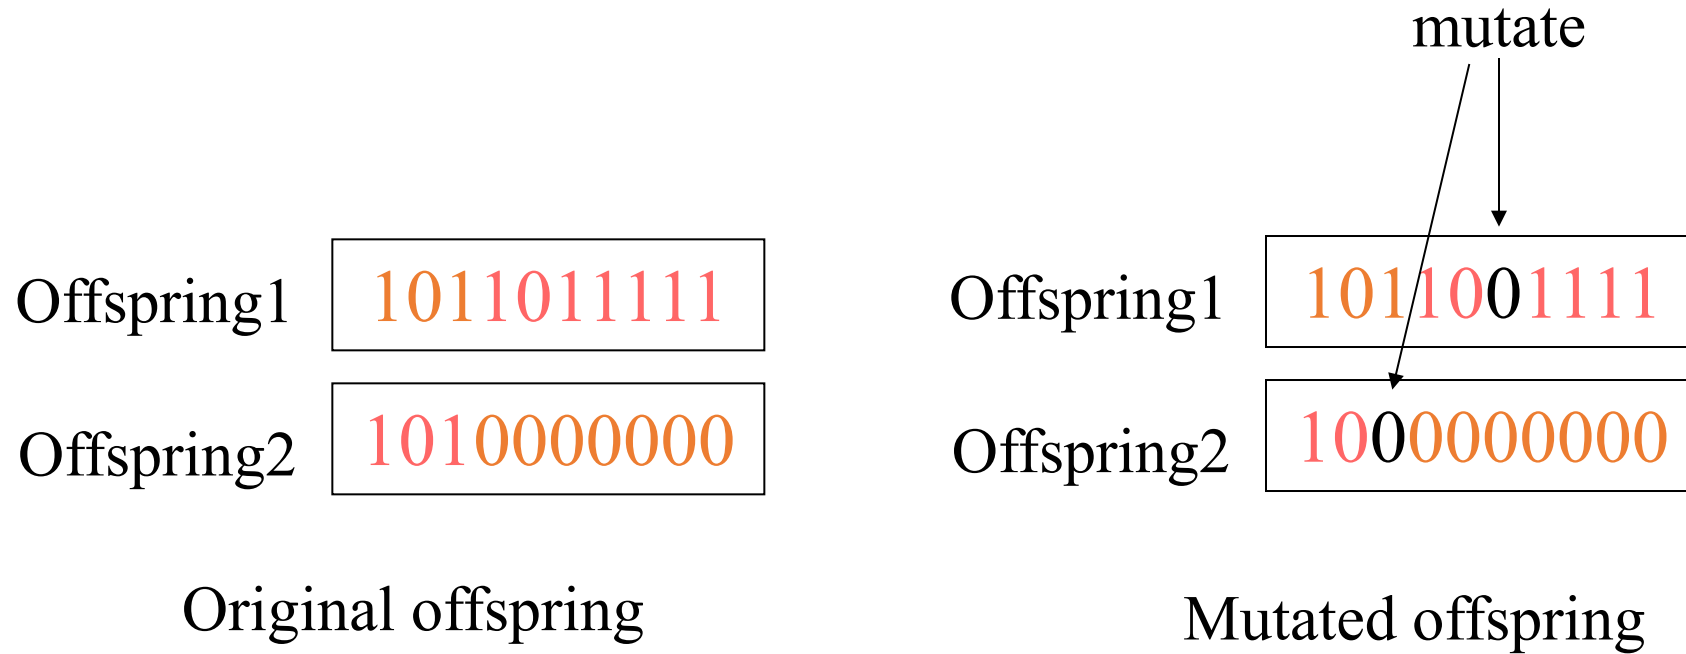 mutate
Offspring1 1011011111
Offspring2 1010000000
Original offspring
Offspring1 1011001111
Offspring2 1000000000
Mutated offspring